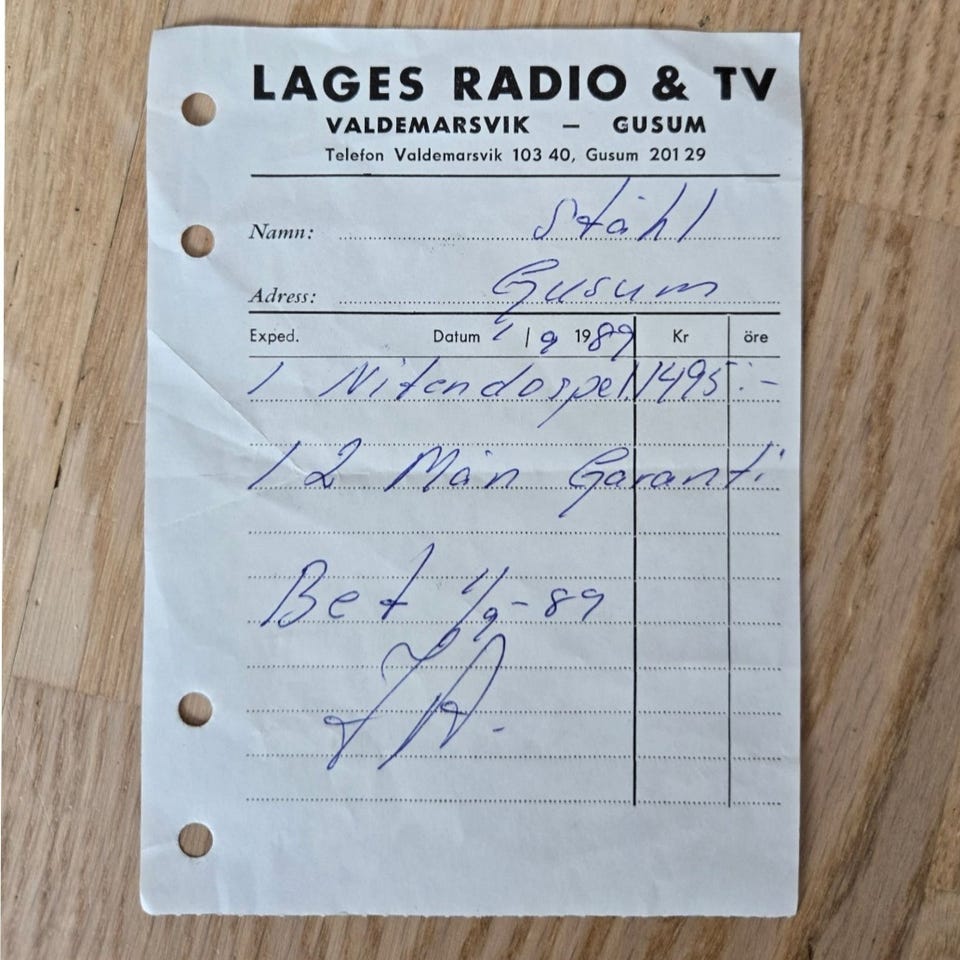 LAGES RADIO & TV
VALDEMARSVIK — GUSUM
Telefon Valdemarsvik 103 40, Gusum 201 29
Namn: Ståhl
Adress: Gusum
Exped. Datum 1/9 1989 Kr öre
1 Nitendospel 1495:-
12 Mån Garanti
Bet 1/9-89